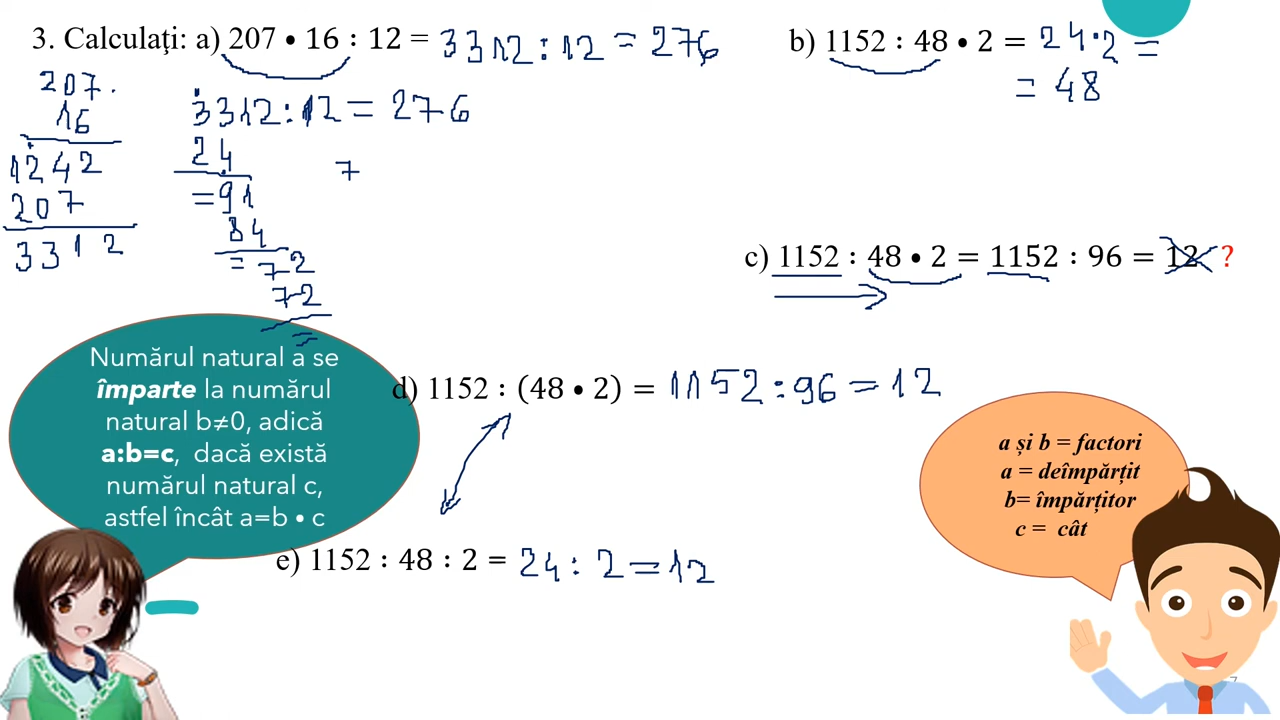 3. Calculaţi: a) 207 • 16 : 12 = 3312 : 12 = 276
b) 1152 : 48 • 2 = 24 • 2 =
= 48
207 •
16
1242
207
3312
3312 : 12 = 276
24
= 91
84
= 72
72
=
7
c) 1152 : 48 • 2 = 1152 : 96 = 12 ?
d) 1152 : (48 • 2) = 1152 : 96 = 12
e) 1152 : 48 : 2 = 24 : 2 = 12
Numărul natural a se
împarte la numărul
natural b≠0, adică
a:b=c, dacă există
numărul natural c,
astfel încât a=b • c
a și b = factori
a = deîmpărțit
b= împărțitor
c = cât
7